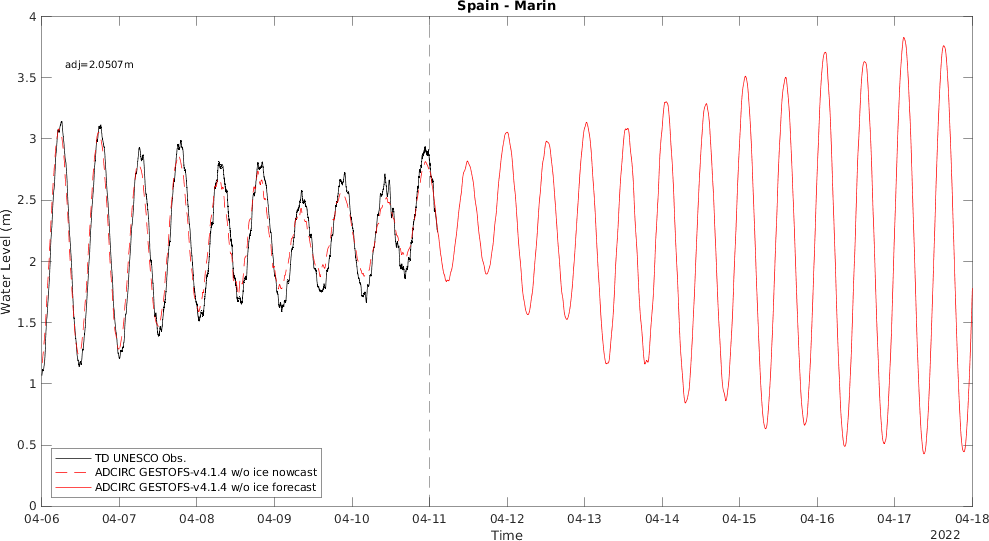 Spain - Marin
adj=2.0507m
4
3.5
3
2.5
2
1.5
1
0.5
0
Water Level (m)
TD UNESCO Obs.
ADCIRC GESTOFS-v4.1.4 w/o ice nowcast
ADCIRC GESTOFS-v4.1.4 w/o ice forecast
04-06 04-07 04-08 04-09 04-10 04-11 04-12 04-13 04-14 04-15 04-16 04-17 04-18
Time
2022